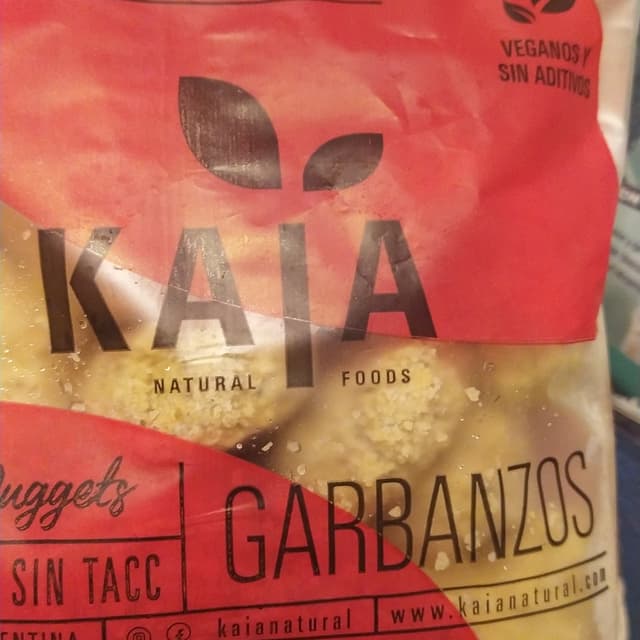 VEGANOS Y
SIN ADITIVOS
KAIA
NATURAL FOODS
Nuggets
GARBANZOS
SIN TACC
kaianatural
www.kaianatural.com